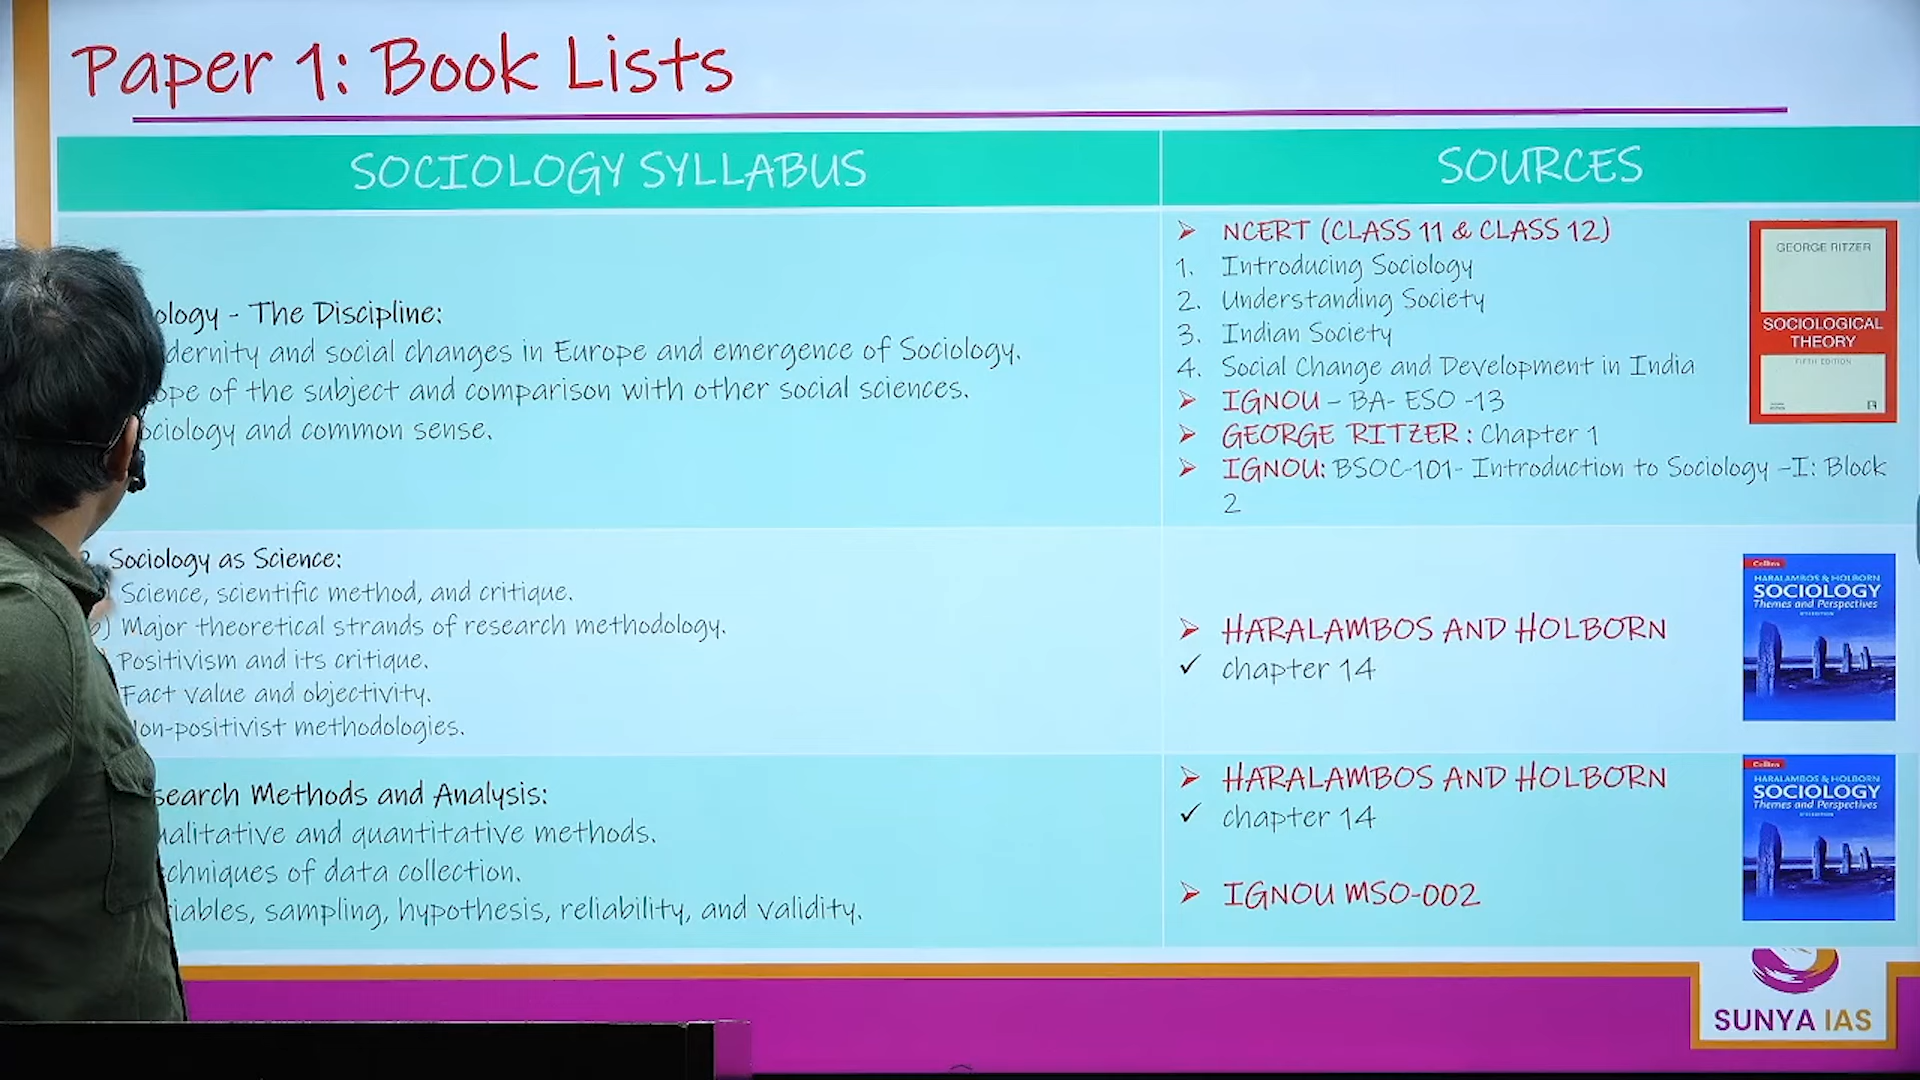 Paper 1: Book Lists
SOCIOLOGY SYLLABUS
SOURCES
ology - The Discipline:
dernity and social changes in Europe and emergence of Sociology.
ope of the subject and comparison with other social sciences.
ociology and common sense.
➤ NCERT (CLASS 11 & CLASS 12)
1. Introducing Sociology
2. Understanding Society
3. Indian Society
4. Social Change and Development in India
➤ IGNOU – BA- ESO -13
➤ GEORGE RITZER : Chapter 1
➤ IGNOU: BSOC-101- Introduction to Sociology –I: Block
2
GEORGE RITZER
SOCIOLOGICAL
THEORY
FIFTH EDITION
Sociology as Science:
Science, scientific method, and critique.
) Major theoretical strands of research methodology.
Positivism and its critique.
Fact value and objectivity.
on-positivist methodologies.
➤ HARALAMBOS AND HOLBORN
✓ chapter 14
Collins
HARALAMBOS & HOLBORN
SOCIOLOGY
Themes and Perspectives
search Methods and Analysis:
alitative and quantitative methods.
chniques of data collection.
iables, sampling, hypothesis, reliability, and validity.
➤ HARALAMBOS AND HOLBORN
✓ chapter 14
➤ IGNOU MSO-002
Collins
HARALAMBOS & HOLBORN
SOCIOLOGY
Themes and Perspectives
SUNYA IAS